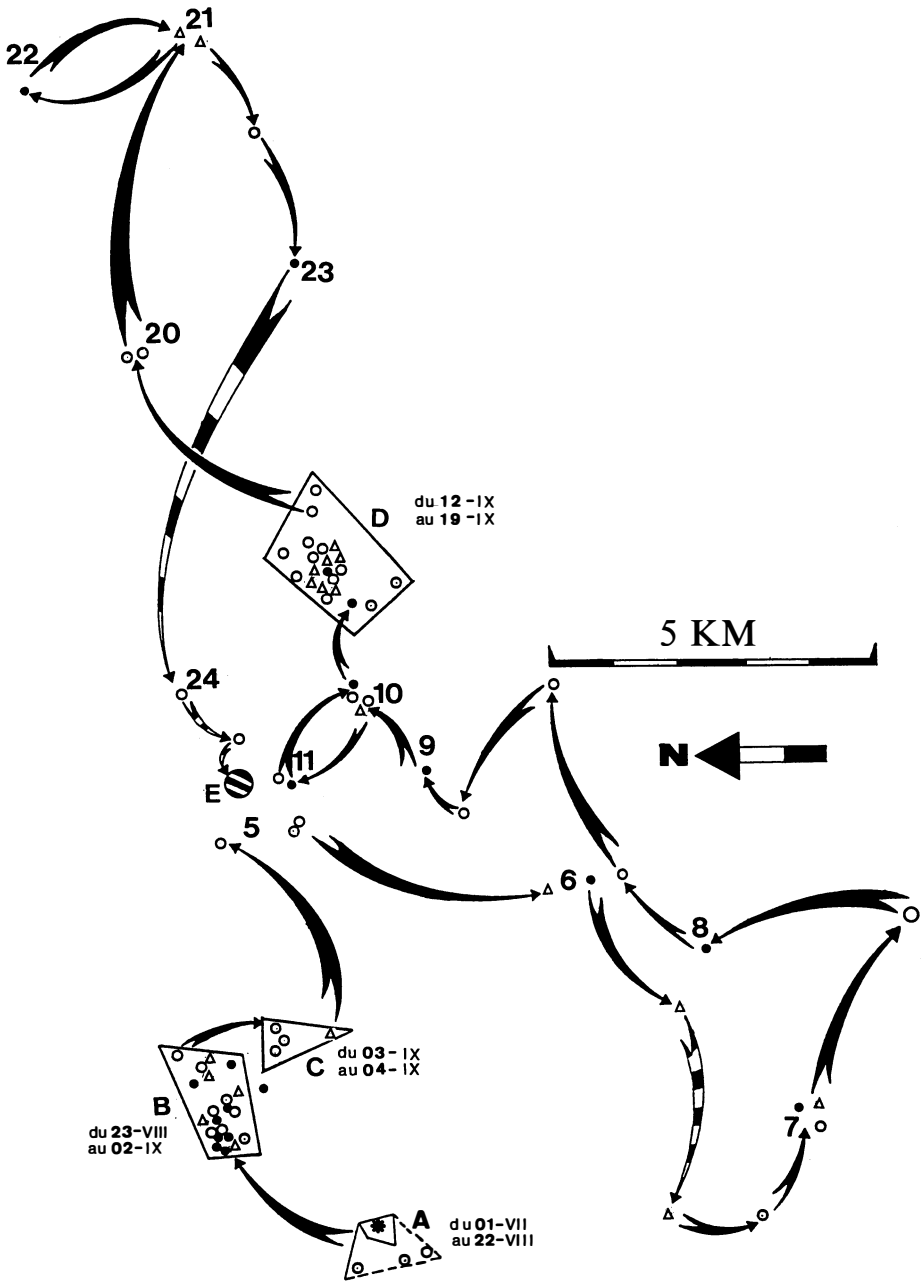 21
22
23
20
D
du 12-IX
au 19-IX
5 KM
24
10
N
9
11
E
5
6
8
C
du 03-IX
au 04-IX
B
du 23-VIII
au 02-IX
7
A
du 01-VII
au 22-VIII